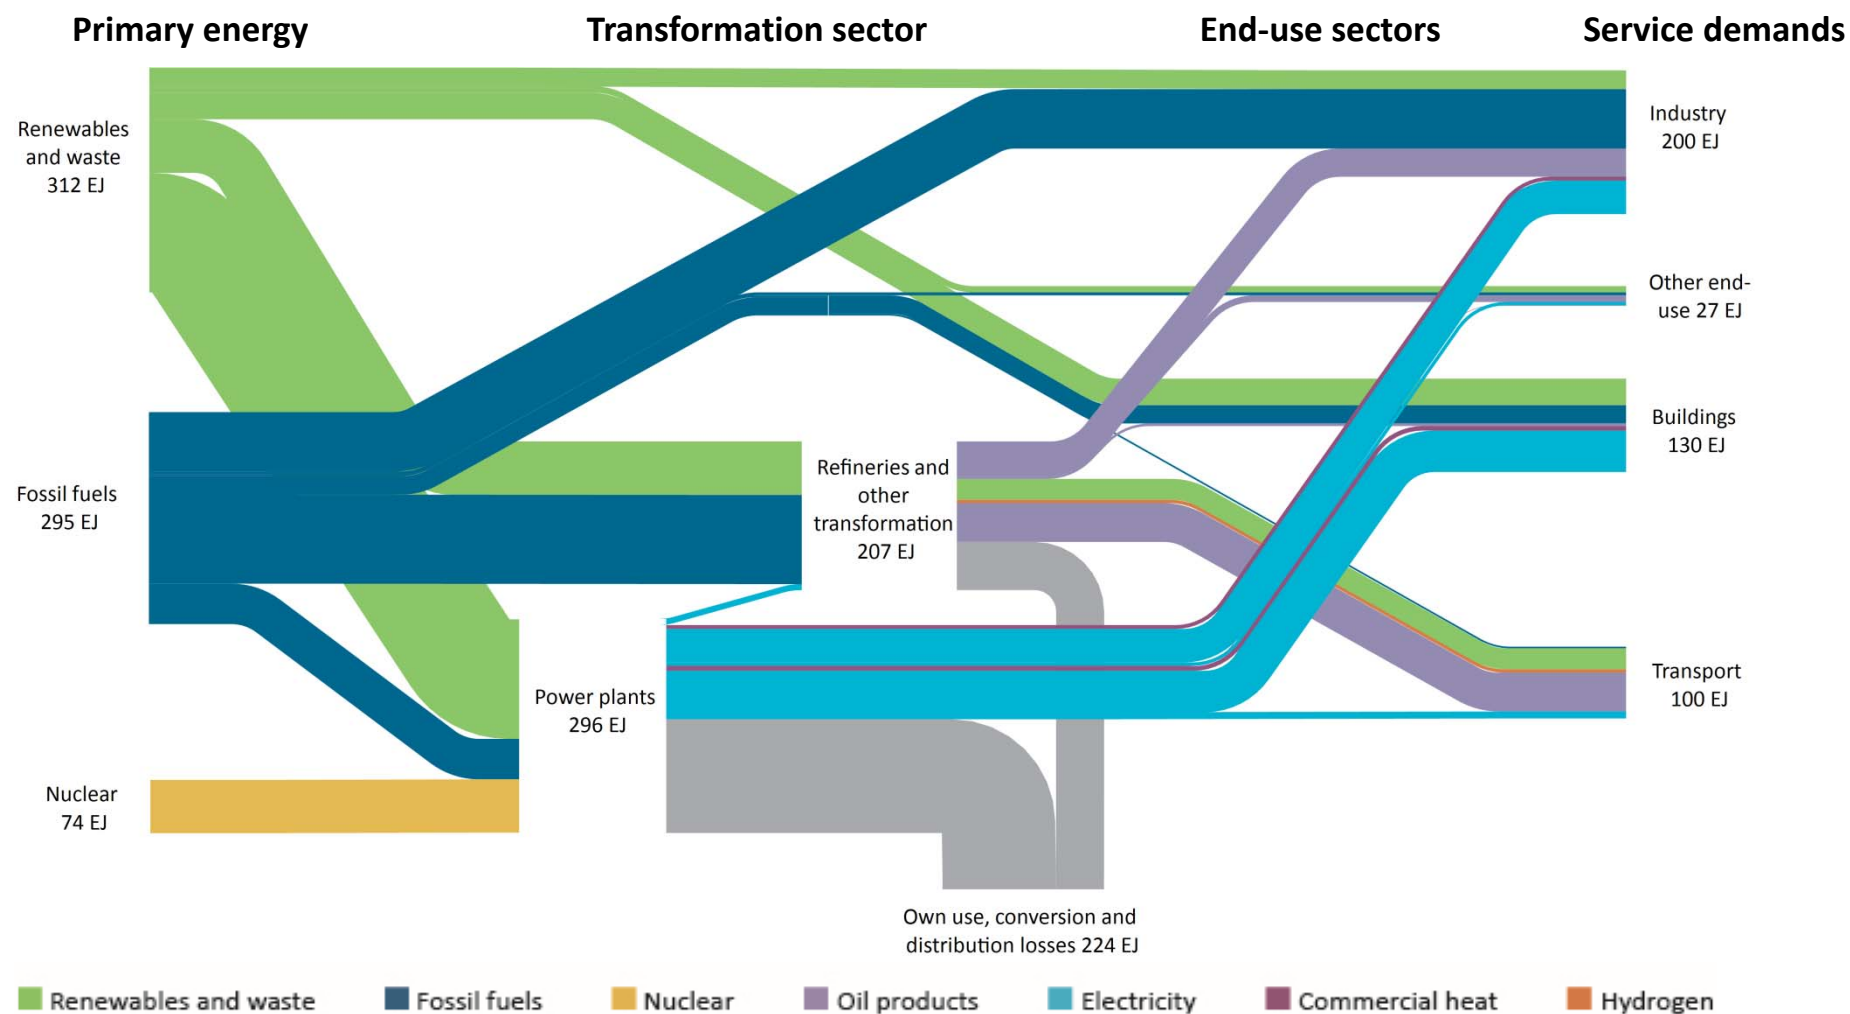 Primary energy
Transformation sector
End-use sectors
Service demands
Renewables
and waste
312 EJ
Fossil fuels
295 EJ
Nuclear
74 EJ
Refineries and
other
transformation
207 EJ
Power plants
296 EJ
Own use, conversion and
distribution losses 224 EJ
Industry
200 EJ
Other end-
use 27 EJ
Buildings
130 EJ
Transport
100 EJ
Renewables and waste
Fossil fuels
Nuclear
Oil products
Electricity
Commercial heat
Hydrogen